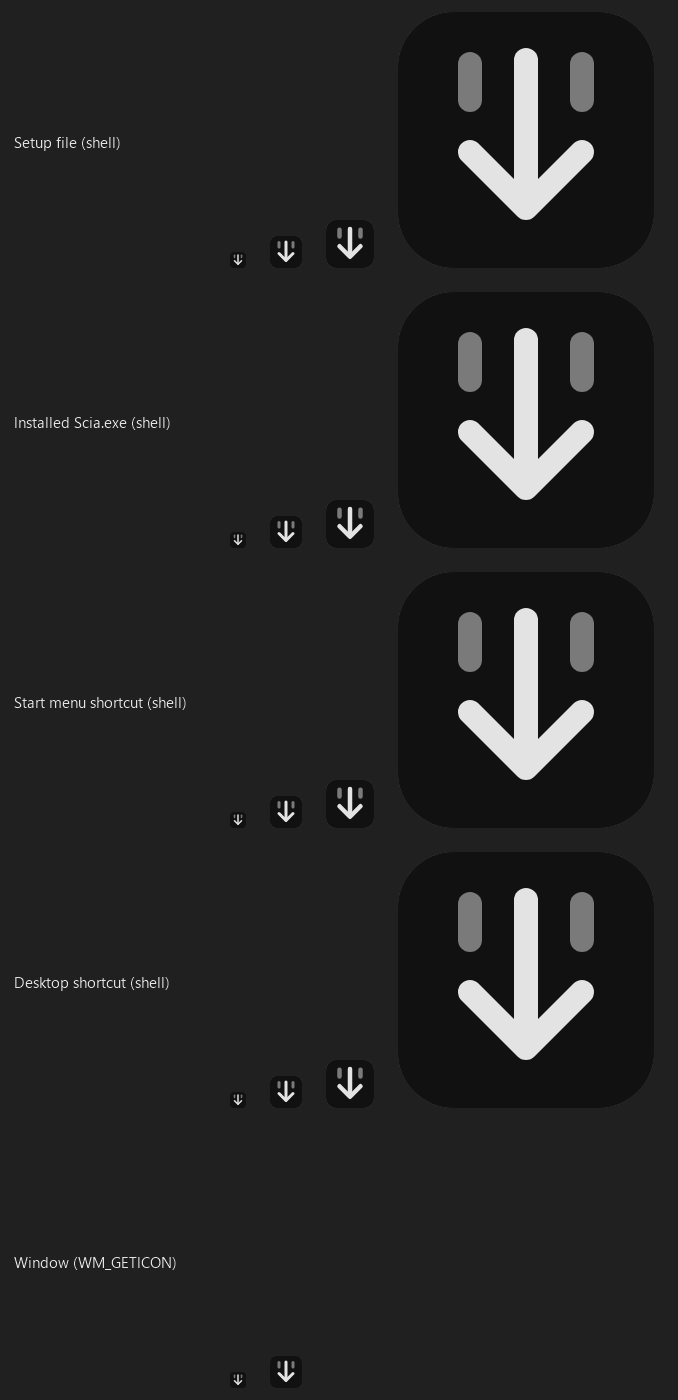 Setup file (shell)
Installed Scia.exe (shell)
Start menu shortcut (shell)
Desktop shortcut (shell)
Window (WM_GETICON)